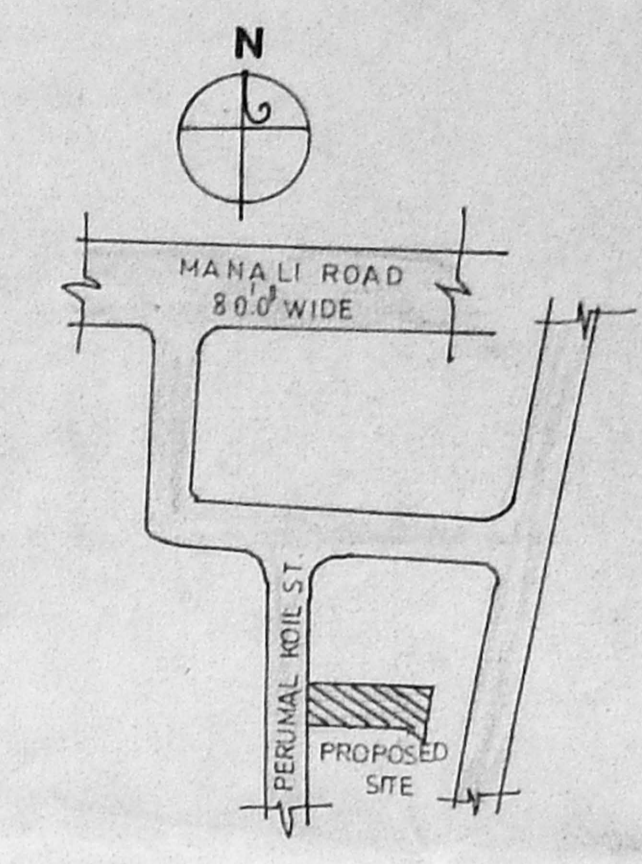 N
MANALI ROAD
80'.0" WIDE
PERUMAL KOIL ST.
PROPOSED
SITE